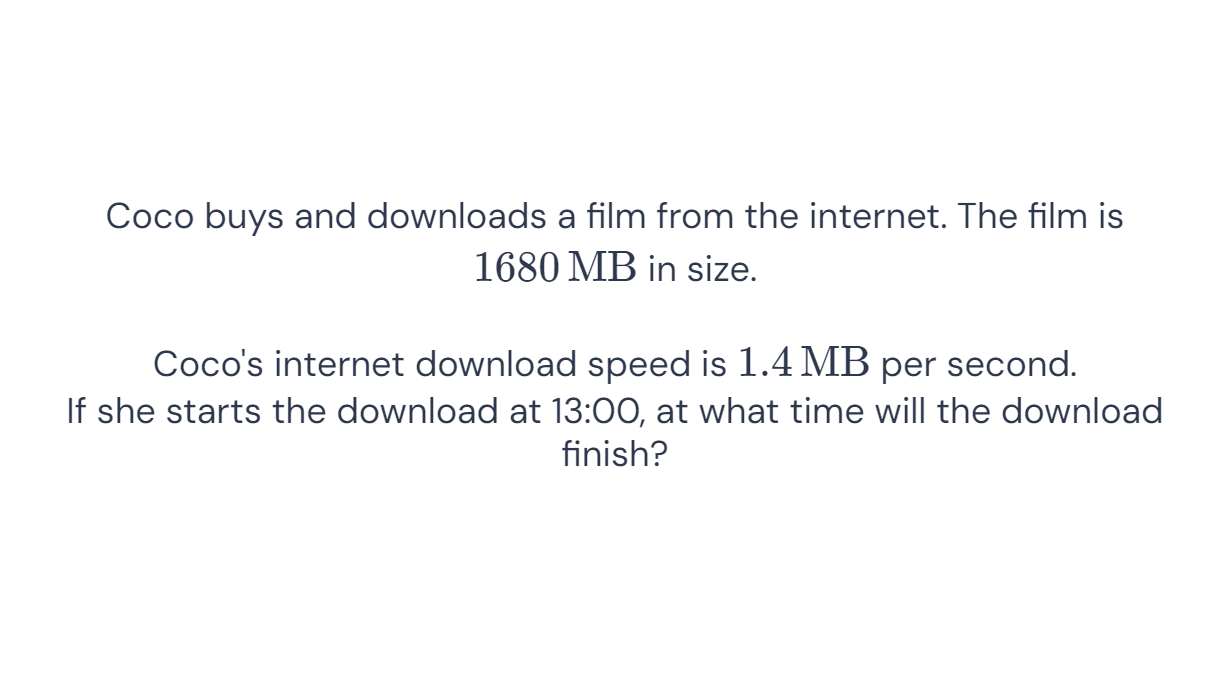 Coco buys and downloads a film from the internet. The film is
1680 MB in size.
Coco's internet download speed is 1.4 MB per second.
If she starts the download at 13:00, at what time will the download
finish?